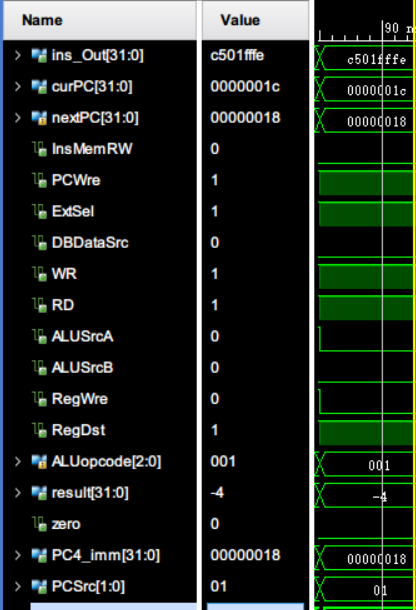 Name Value 90 n
ins_Out[31:0] c501fffe c501fffe
curPC[31:0] 0000001c 0000001c
nextPC[31:0] 00000018 00000018
InsMemRW 0
PCWre 1
ExtSel 1
DBDataSrc 0
WR 1
RD 1
ALUSrcA 0
ALUSrcB 0
RegWre 0
RegDst 1
ALUopcode[2:0] 001 001
result[31:0] -4 -4
zero 0
PC4_imm[31:0] 00000018 00000018
PCSrc[1:0] 01 01